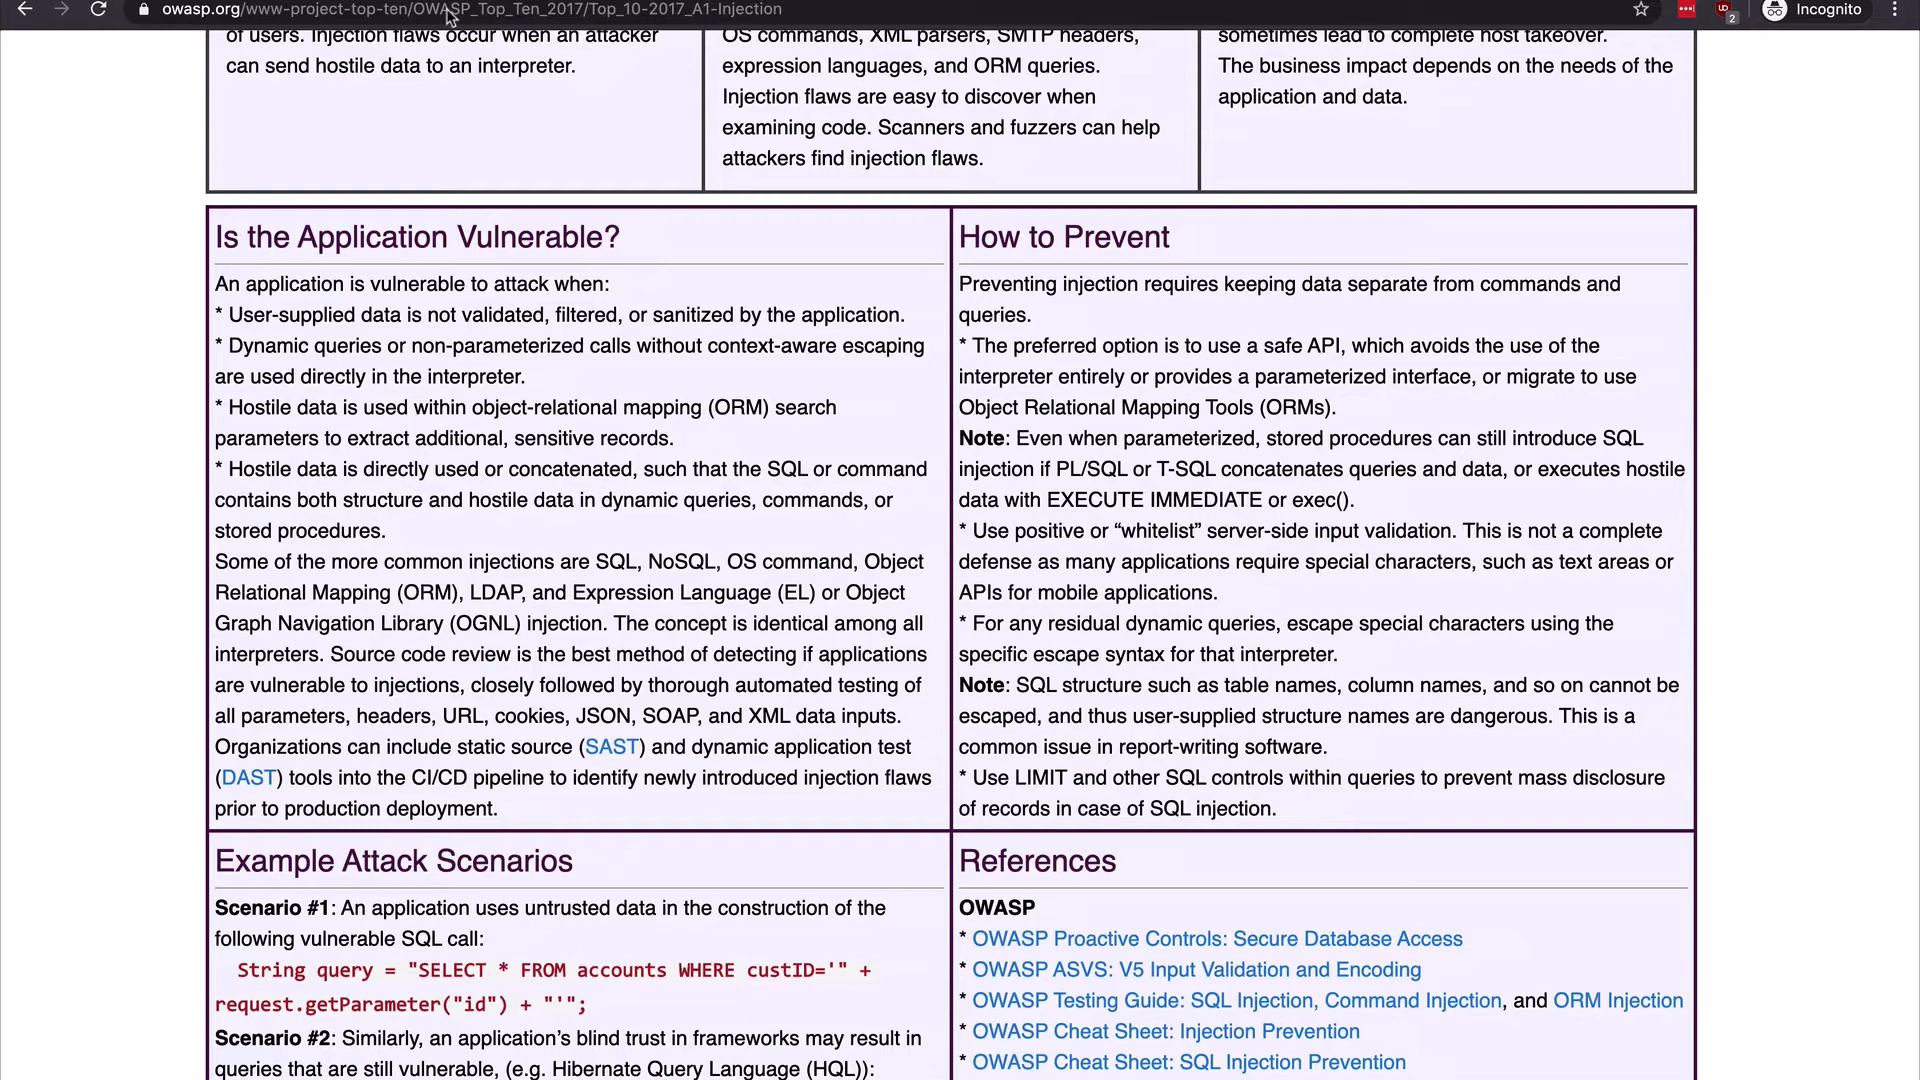 owasp.org/www-project-top-ten/OWASP_Top_Ten_2017/Top_10-2017_A1-Injection
2
Incognito
of users. Injection flaws occur when an attacker
can send hostile data to an interpreter.
OS commands, XML parsers, SMTP headers,
expression languages, and ORM queries.
Injection flaws are easy to discover when
examining code. Scanners and fuzzers can help
attackers find injection flaws.
sometimes lead to complete host takeover.
The business impact depends on the needs of the
application and data.
Is the Application Vulnerable?
An application is vulnerable to attack when:
* User-supplied data is not validated, filtered, or sanitized by the application.
* Dynamic queries or non-parameterized calls without context-aware escaping
are used directly in the interpreter.
* Hostile data is used within object-relational mapping (ORM) search
parameters to extract additional, sensitive records.
* Hostile data is directly used or concatenated, such that the SQL or command
contains both structure and hostile data in dynamic queries, commands, or
stored procedures.
Some of the more common injections are SQL, NoSQL, OS command, Object
Relational Mapping (ORM), LDAP, and Expression Language (EL) or Object
Graph Navigation Library (OGNL) injection. The concept is identical among all
interpreters. Source code review is the best method of detecting if applications
are vulnerable to injections, closely followed by thorough automated testing of
all parameters, headers, URL, cookies, JSON, SOAP, and XML data inputs.
Organizations can include static source (SAST) and dynamic application test
(DAST) tools into the CI/CD pipeline to identify newly introduced injection flaws
prior to production deployment.
How to Prevent
Preventing injection requires keeping data separate from commands and
queries.
* The preferred option is to use a safe API, which avoids the use of the
interpreter entirely or provides a parameterized interface, or migrate to use
Object Relational Mapping Tools (ORMs).
Note: Even when parameterized, stored procedures can still introduce SQL
injection if PL/SQL or T-SQL concatenates queries and data, or executes hostile
data with EXECUTE IMMEDIATE or exec().
* Use positive or “whitelist” server-side input validation. This is not a complete
defense as many applications require special characters, such as text areas or
APIs for mobile applications.
* For any residual dynamic queries, escape special characters using the
specific escape syntax for that interpreter.
Note: SQL structure such as table names, column names, and so on cannot be
escaped, and thus user-supplied structure names are dangerous. This is a
common issue in report-writing software.
* Use LIMIT and other SQL controls within queries to prevent mass disclosure
of records in case of SQL injection.
Example Attack Scenarios
Scenario #1: An application uses untrusted data in the construction of the
following vulnerable SQL call:
String query = "SELECT * FROM accounts WHERE custID='" +
request.getParameter("id") + "'";
Scenario #2: Similarly, an application’s blind trust in frameworks may result in
queries that are still vulnerable, (e.g. Hibernate Query Language (HQL)):
References
OWASP
* OWASP Proactive Controls: Secure Database Access
* OWASP ASVS: V5 Input Validation and Encoding
* OWASP Testing Guide: SQL Injection, Command Injection, and ORM Injection
* OWASP Cheat Sheet: Injection Prevention
* OWASP Cheat Sheet: SQL Injection Prevention